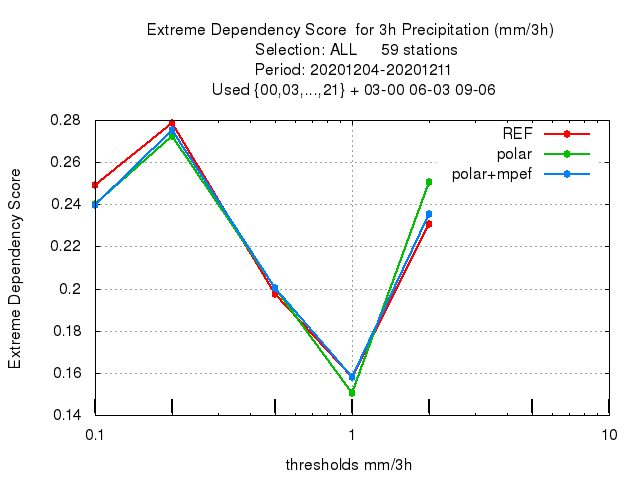 Extreme Dependency Score  for 3h Precipitation (mm/3h)
Selection: ALL     59 stations
Period: 20201204-20201211
Used {00,03,...,21} + 03-00 06-03 09-06
REF
polar
polar+mpef
0.28
0.26
0.24
0.22
0.2
0.18
0.16
0.14
Extreme Dependency Score
0.1 1 10
thresholds mm/3h